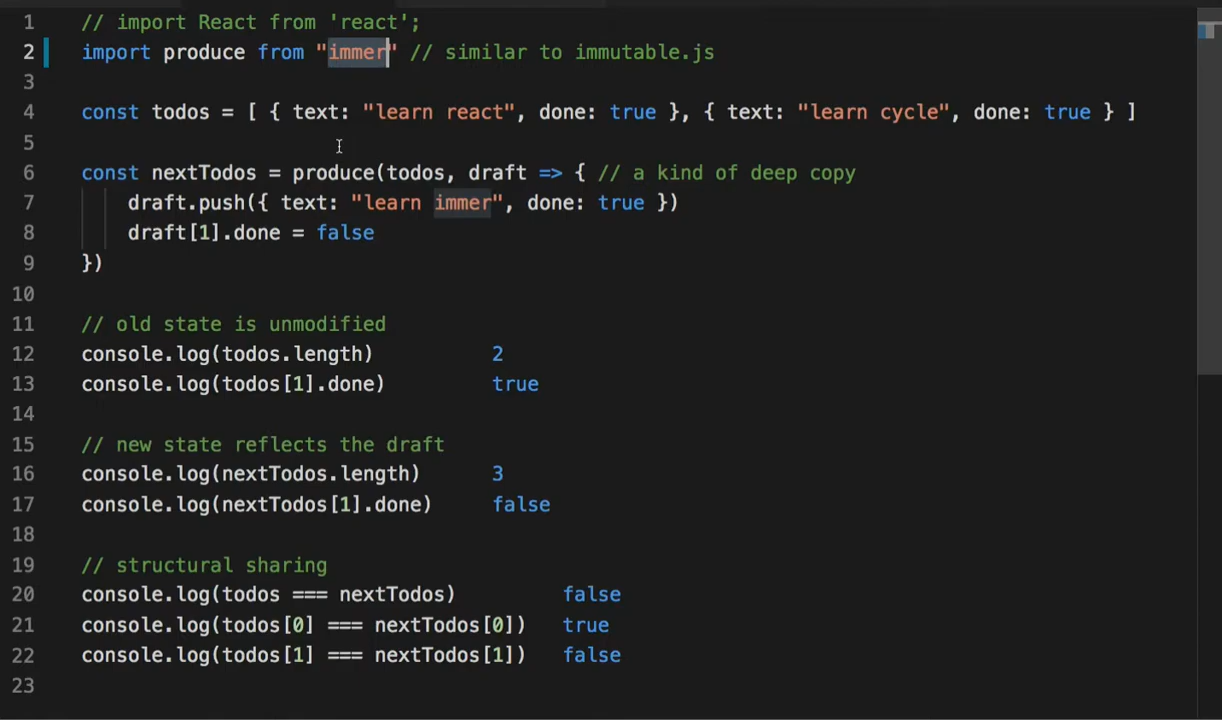 1 // import React from 'react';
2 import produce from "immer" // similar to immutable.js
3
4 const todos = [ { text: "learn react", done: true }, { text: "learn cycle", done: true } ]
5
6 const nextTodos = produce(todos, draft => { // a kind of deep copy
7 draft.push({ text: "learn immer", done: true })
8 draft[1].done = false
9 })
10
11 // old state is unmodified
12 console.log(todos.length) 2
13 console.log(todos[1].done) true
14
15 // new state reflects the draft
16 console.log(nextTodos.length) 3
17 console.log(nextTodos[1].done) false
18
19 // structural sharing
20 console.log(todos === nextTodos) false
21 console.log(todos[0] === nextTodos[0]) true
22 console.log(todos[1] === nextTodos[1]) false
23